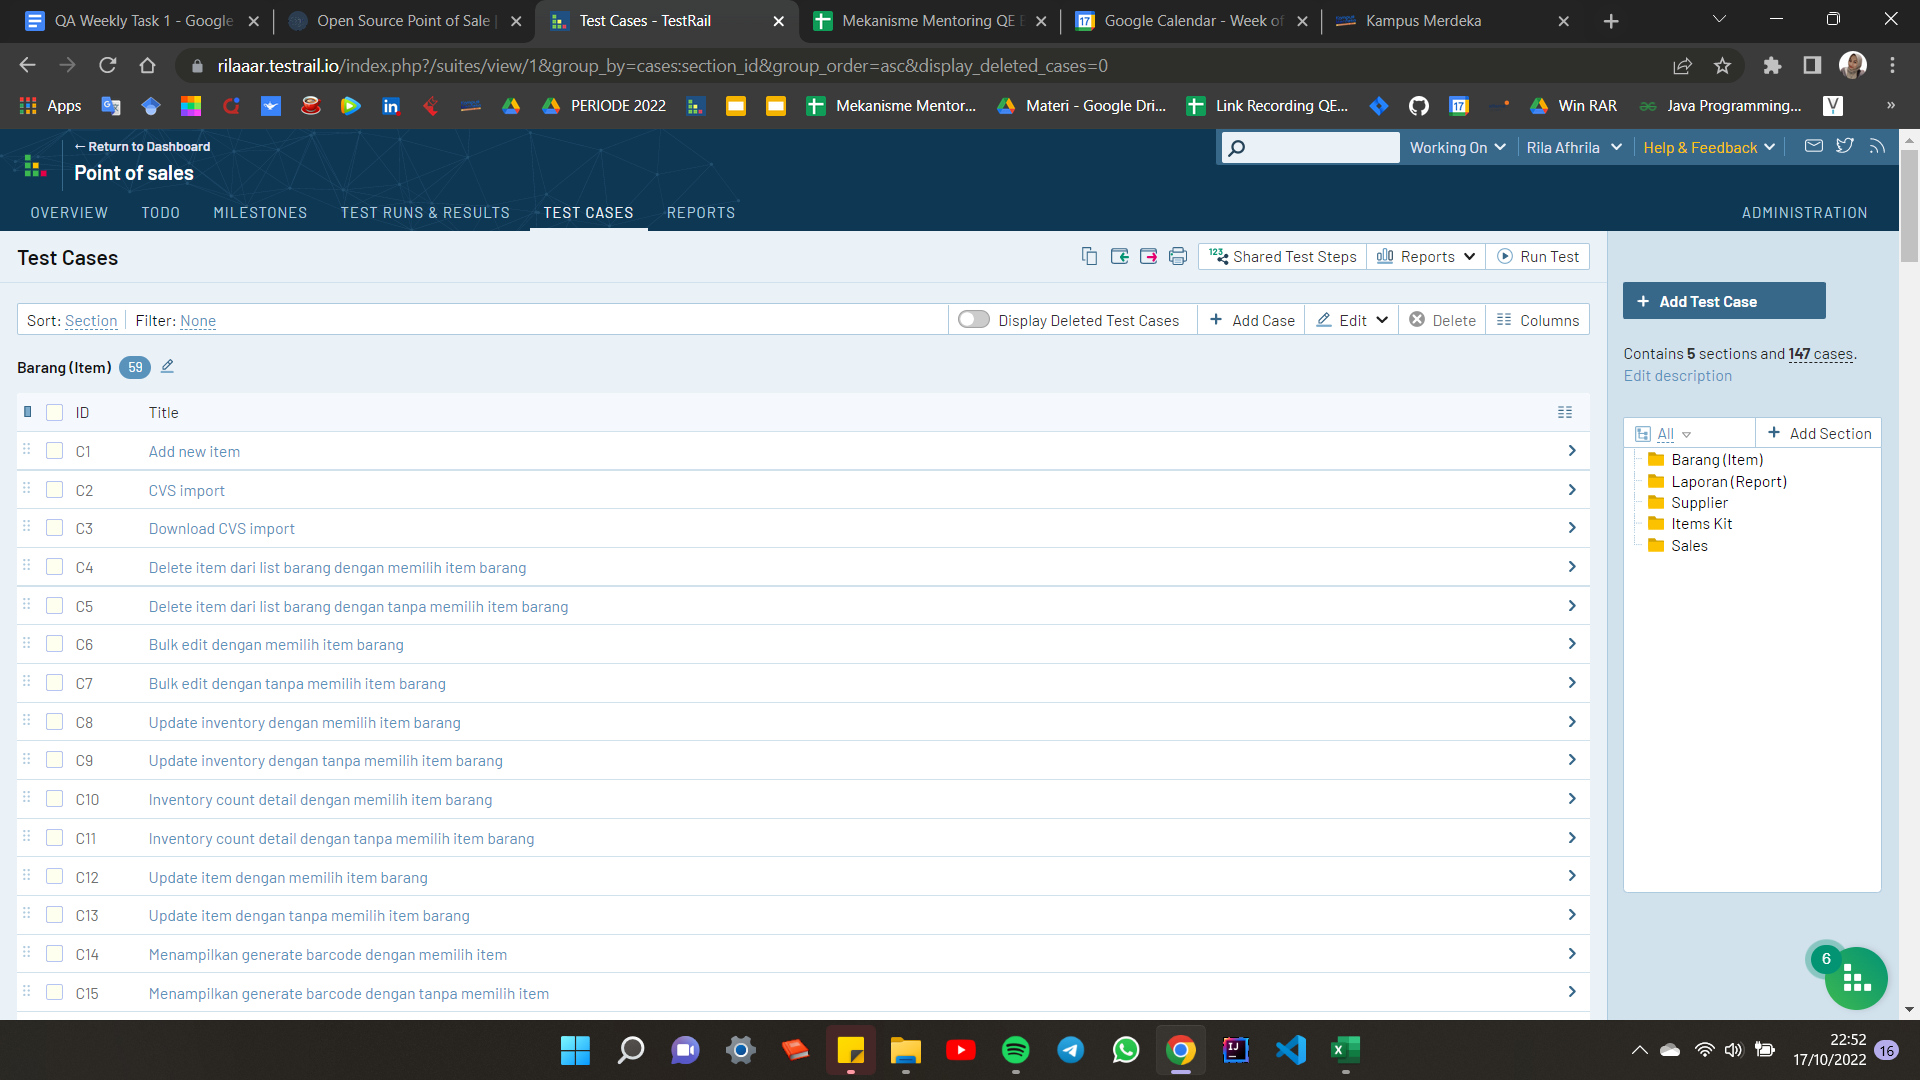 QA Weekly Task 1 - Google
Open Source Point of Sale |
Test Cases - TestRail
Mekanisme Mentoring QE
Google Calendar - Week of
Kampus Merdeka
rilaaar.testrail.io/index.php?/suites/view/1&group_by=cases:section_id&group_order=asc&display_deleted_cases=0
Apps
PERIODE 2022
Mekanisme Mentor...
Materi - Google Dri...
Link Recording QE...
Win RAR
Java Programming...
»
← Return to Dashboard
Point of sales
Working On
Rila Afhrila
Help & Feedback
OVERVIEW
TODO
MILESTONES
TEST RUNS & RESULTS
TEST CASES
REPORTS
ADMINISTRATION
Test Cases
Shared Test Steps
Reports
Run Test
Sort: Section
Filter: None
Display Deleted Test Cases
+ Add Case
Edit
Delete
Columns
Barang (Item) 59
ID Title
C1 Add new item
C2 CVS import
C3 Download CVS import
C4 Delete item dari list barang dengan memilih item barang
C5 Delete item dari list barang dengan tanpa memilih item barang
C6 Bulk edit dengan memilih item barang
C7 Bulk edit dengan tanpa memilih item barang
C8 Update inventory dengan memilih item barang
C9 Update inventory dengan tanpa memilih item barang
C10 Inventory count detail dengan memilih item barang
C11 Inventory count detail dengan tanpa memilih item barang
C12 Update item dengan memilih item barang
C13 Update item dengan tanpa memilih item barang
C14 Menampilkan generate barcode dengan memilih item
C15 Menampilkan generate barcode dengan tanpa memilih item
+ Add Test Case
Contains 5 sections and 147 cases.
Edit description
All
+ Add Section
Barang (Item)
Laporan (Report)
Supplier
Items Kit
Sales
6
22:52
17/10/2022
16